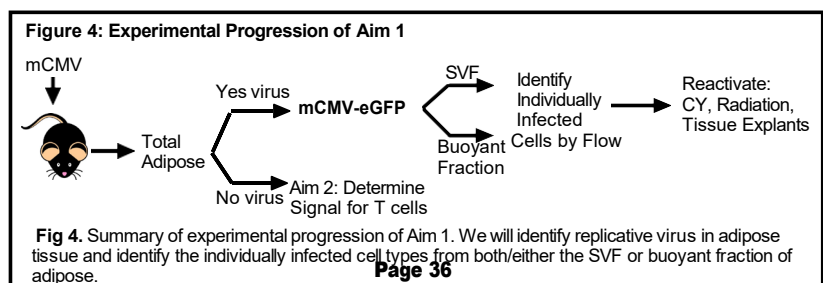 Figure 4: Experimental Progression of Aim 1
mCMV
Total
Adipose
Yes virus
No virus
mCMV-eGFP
Aim 2: Determine
Signal for T cells
SVF
Buoyant
Fraction
Identify
Individually
Infected
Cells by Flow
Reactivate:
CY, Radiation,
Tissue Explants
Fig 4. Summary of experimental progression of Aim 1. We will identify replicative virus in adipose
tissue and identify the individually infected cell types from both/either the SVF or buoyant fraction of
adipose.
Page 36